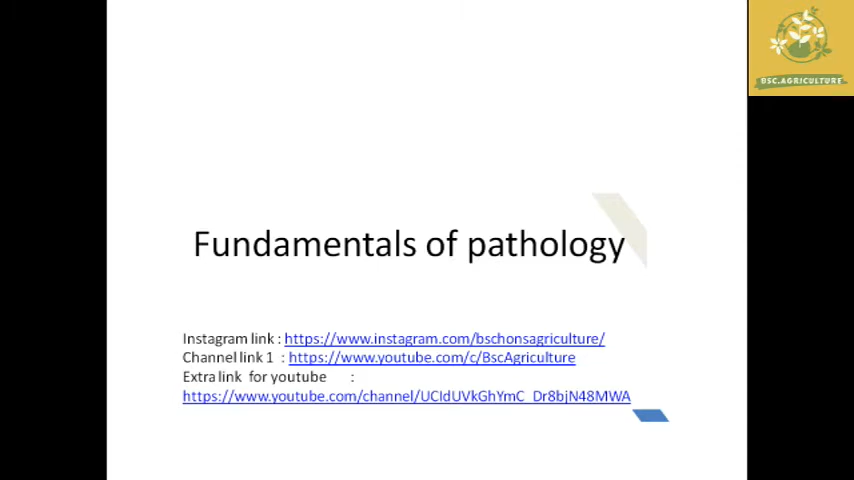 BSC.AGRICULTURE
Fundamentals of pathology
Instagram link : https://www.instagram.com/bschonsagriculture/
Channel link 1 : https://www.youtube.com/c/BscAgriculture
Extra link for youtube :
https://www.youtube.com/channel/UCIdUVkGhYmC_Dr8bjN48MWA